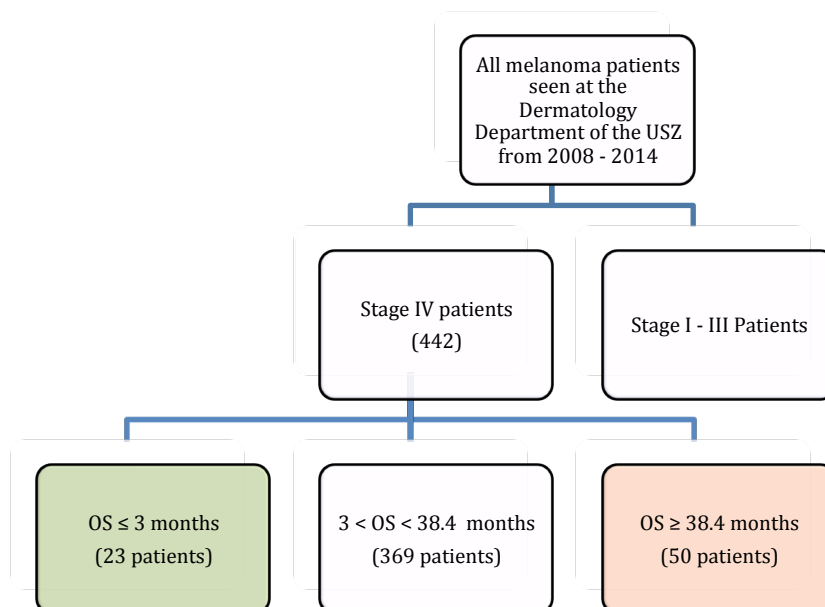 All melanoma patients
seen at the
Dermatology
Department of the USZ
from 2008 - 2014
Stage IV patients
(442)
Stage I - III Patients
OS ≤ 3 months
(23 patients)
3 < OS < 38.4 months
(369 patients)
OS ≥ 38.4 months
(50 patients)